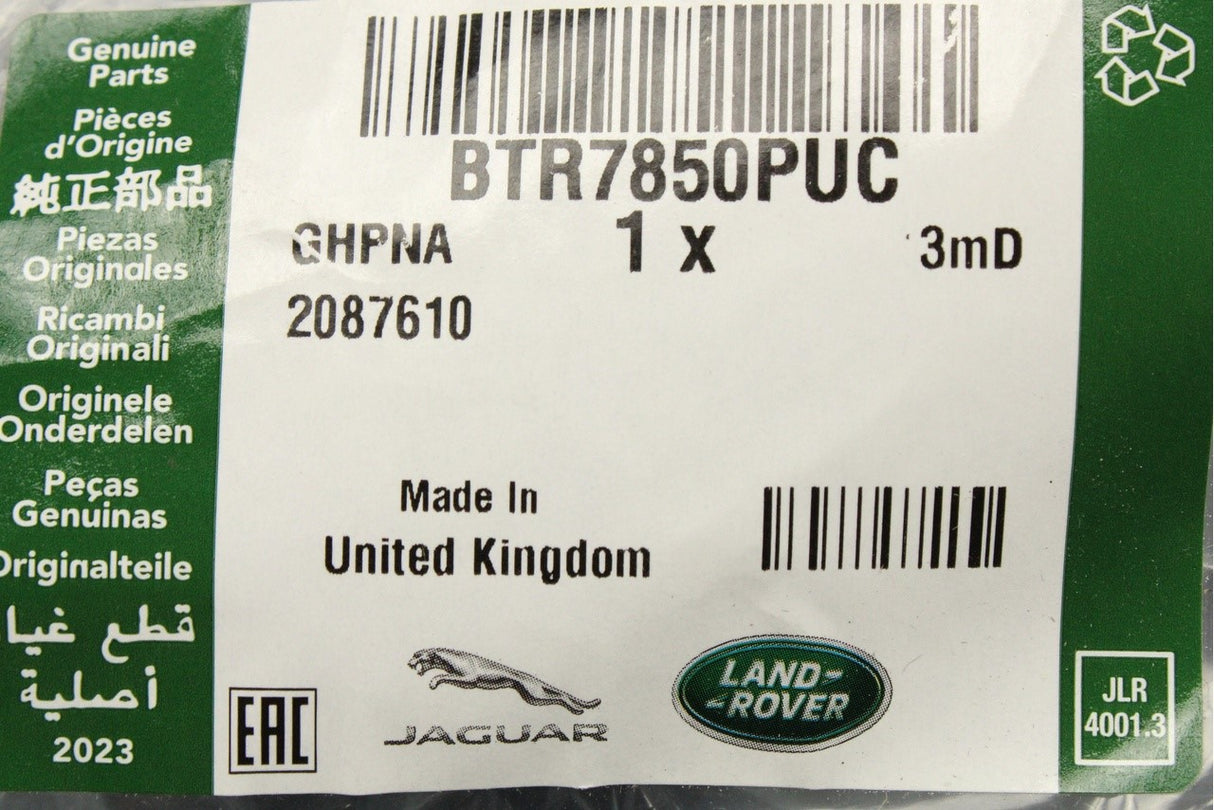 Genuine
Parts
Pièces
d'Origine
純正部品
Piezas
Originales
Ricambi
Originali
Originele
Onderdelen
Peças
Genuinas
Originalteile
قطع غيا
أصلية
2023
BTR7850PUC
GHPNA 1 x 3mD
2087610
Made In
United Kingdom
EAC
JAGUAR
LAND-
-ROVER
JLR
4001.3